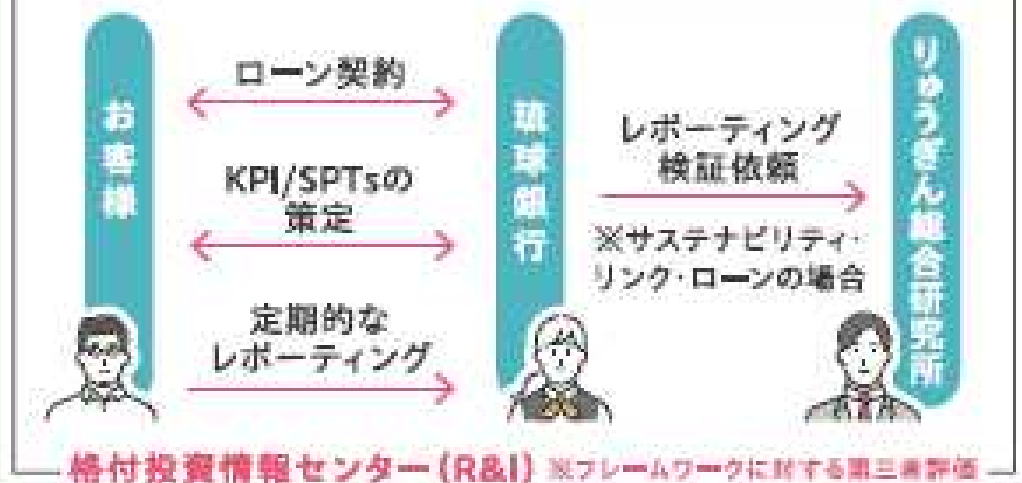 お客様
ローン契約
KPI/SPTsの
策定
定期的な
レポーティング
琉球銀行
レポーティング
検証依頼
※サステナビリティ・
リンク・ローンの場合
りゅうぎん総合研究所
格付投資情報センター(R&I) ※フレームワークに対する第三者評価